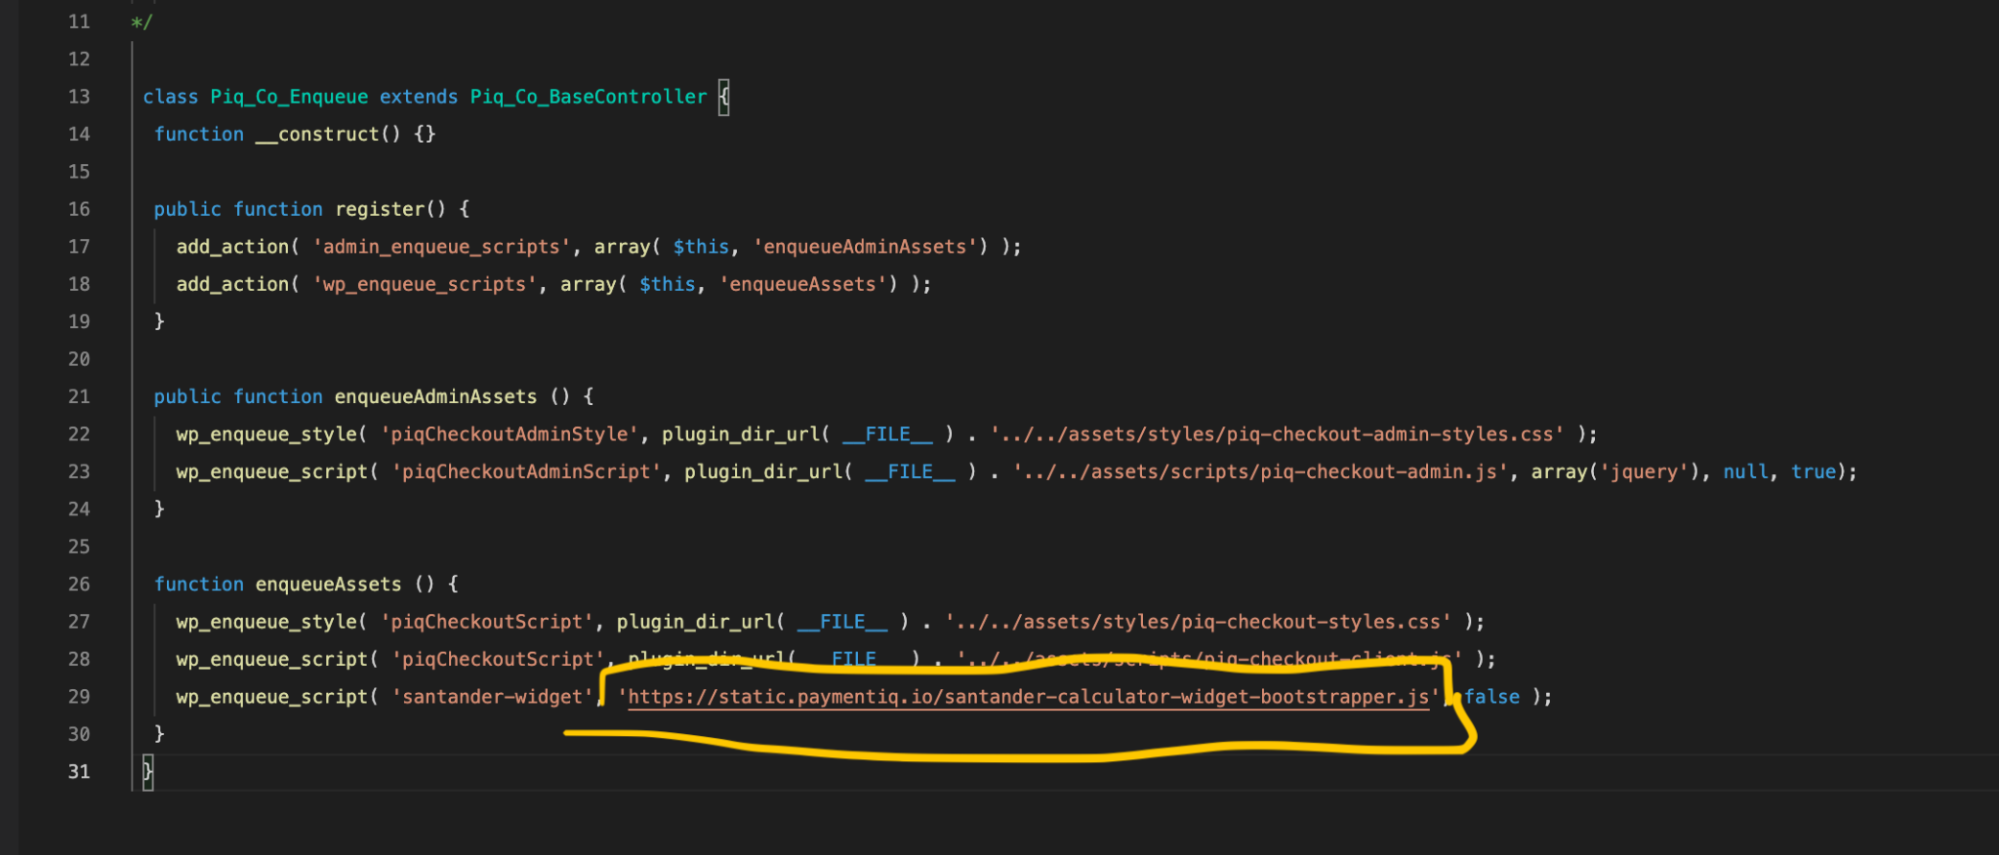 11 */
12
13 class Piq_Co_Enqueue extends Piq_Co_BaseController {
14 function __construct() {}
15
16 public function register() {
17 add_action( 'admin_enqueue_scripts', array( $this, 'enqueueAdminAssets') );
18 add_action( 'wp_enqueue_scripts', array( $this, 'enqueueAssets') );
19 }
20
21 public function enqueueAdminAssets () {
22 wp_enqueue_style( 'piqCheckoutAdminStyle', plugin_dir_url( __FILE__ ) . '../../assets/styles/piq-checkout-admin-styles.css' );
23 wp_enqueue_script( 'piqCheckoutAdminScript', plugin_dir_url( __FILE__ ) . '../../assets/scripts/piq-checkout-admin.js', array('jquery'), null, true);
24 }
25
26 function enqueueAssets () {
27 wp_enqueue_style( 'piqCheckoutScript', plugin_dir_url( __FILE__ ) . '../../assets/styles/piq-checkout-styles.css' );
28 wp_enqueue_script( 'piqCheckoutScript', plugin_dir_url( __FILE__ ) . '../../assets/scripts/piq-checkout-client.js' );
29 wp_enqueue_script( 'santander-widget', 'https://static.paymentiq.io/santander-calculator-widget-bootstrapper.js', false );
30 }
31 }